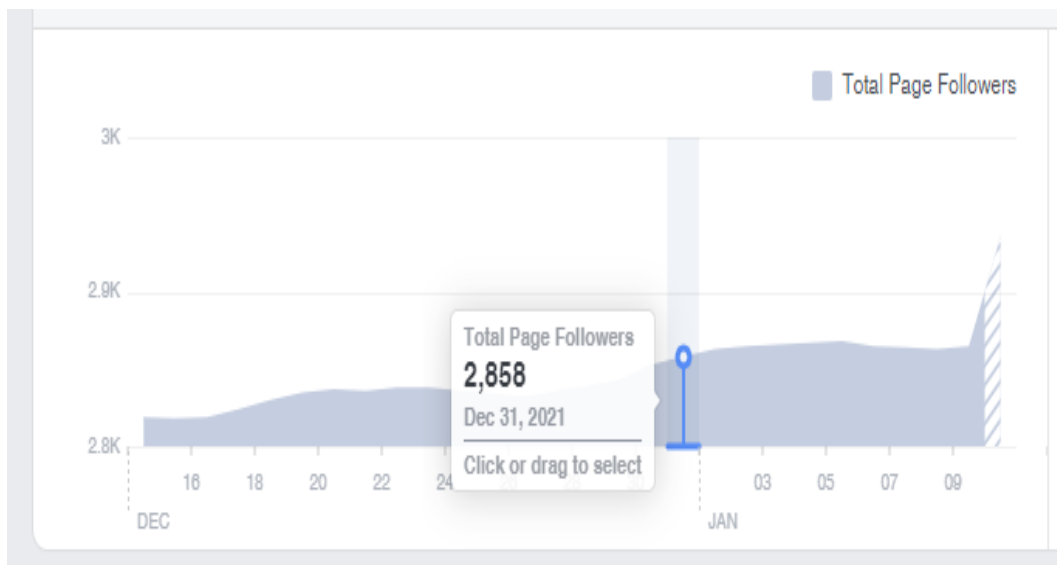 Total Page Followers
3K
2.9K
Total Page Followers
2,858
Dec 31, 2021
Click or drag to select
2.8K
16 18 20 22 24 03 05 07 09
DEC JAN